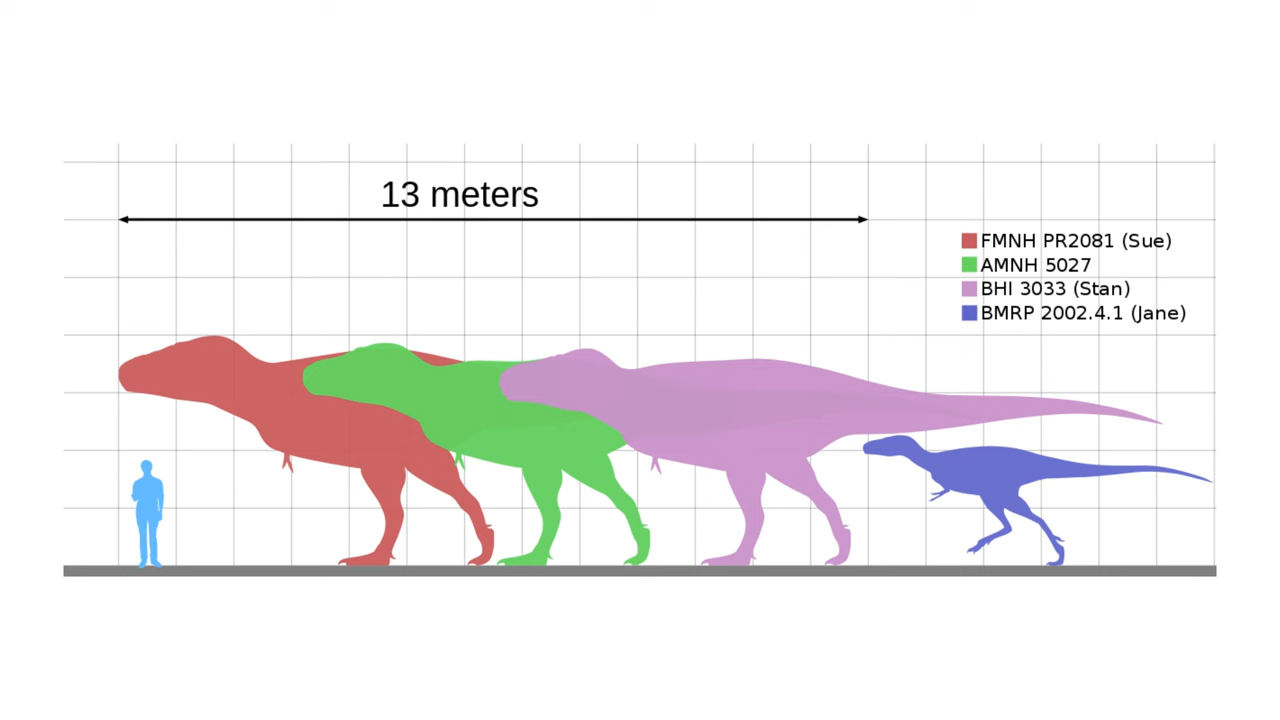 13 meters
FMNH PR2081 (Sue)
AMNH 5027
BHI 3033 (Stan)
BMRP 2002.4.1 (Jane)